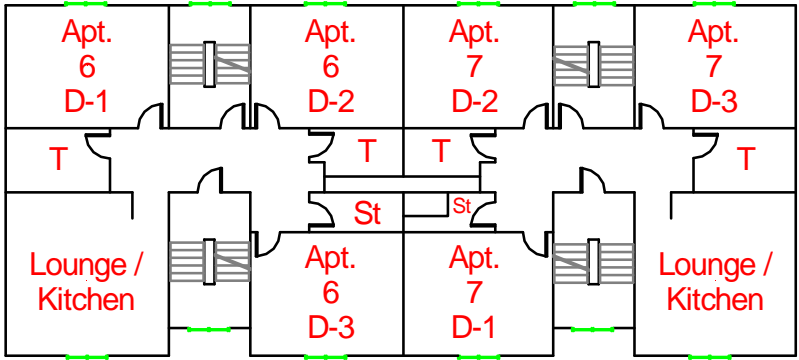 Apt.
6
D-1
Apt.
6
D-2
Apt.
7
D-2
Apt.
7
D-3
T
T
T
T
St
St
Lounge /
Kitchen
Apt.
6
D-3
Apt.
7
D-1
Lounge /
Kitchen